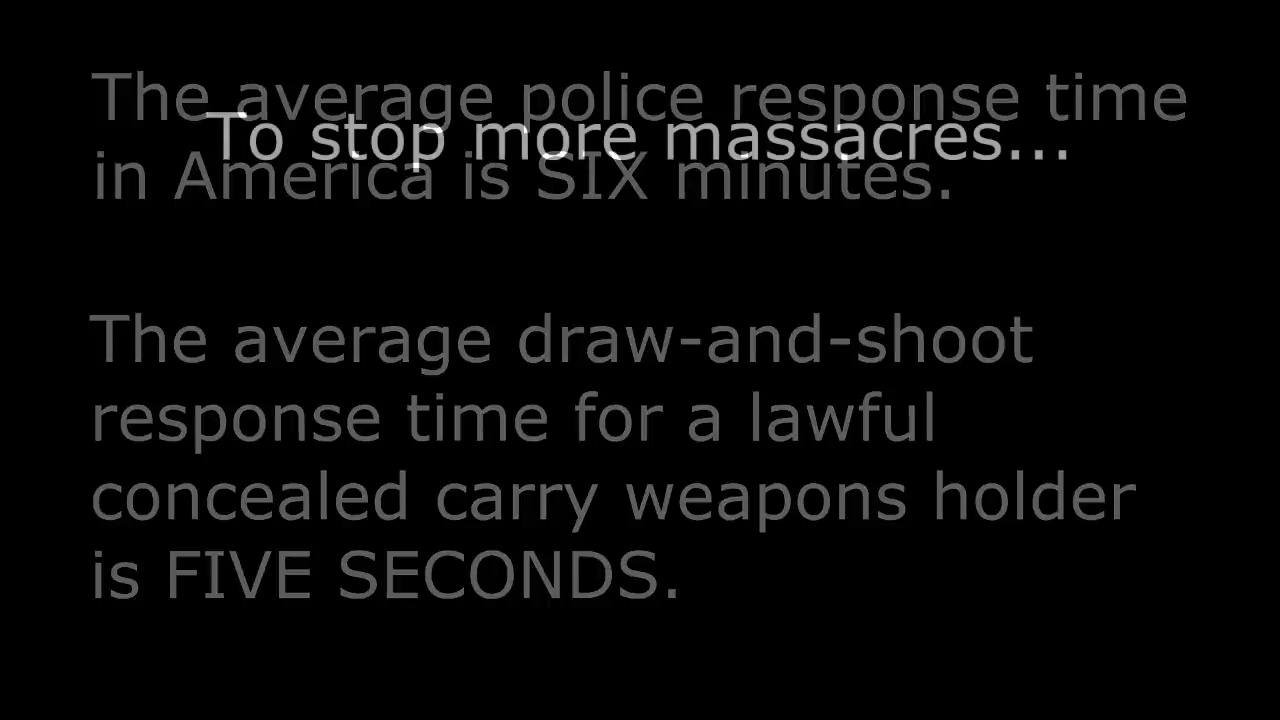 The average police response time
To stop more massacres...
in America is SIX minutes.
The average draw-and-shoot
response time for a lawful
concealed carry weapons holder
is FIVE SECONDS.